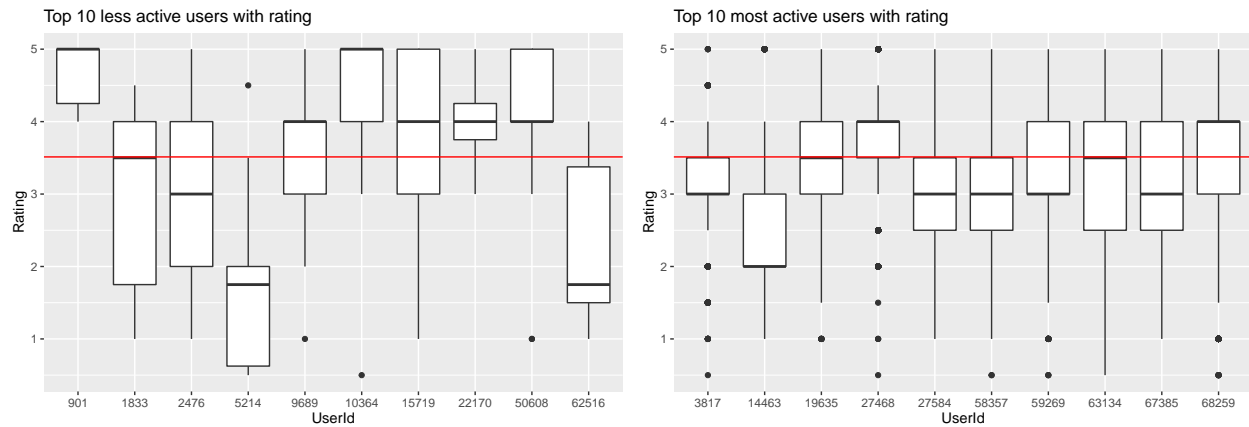 Top 10 less active users with rating
5
4
3
2
1
Rating
901 1833 2476 5214 9689 10364 15719 22170 50608 62516
UserId
Top 10 most active users with rating
5
4
3
2
1
Rating
3817 14463 19635 27468 27584 58357 59269 63134 67385 68259
UserId